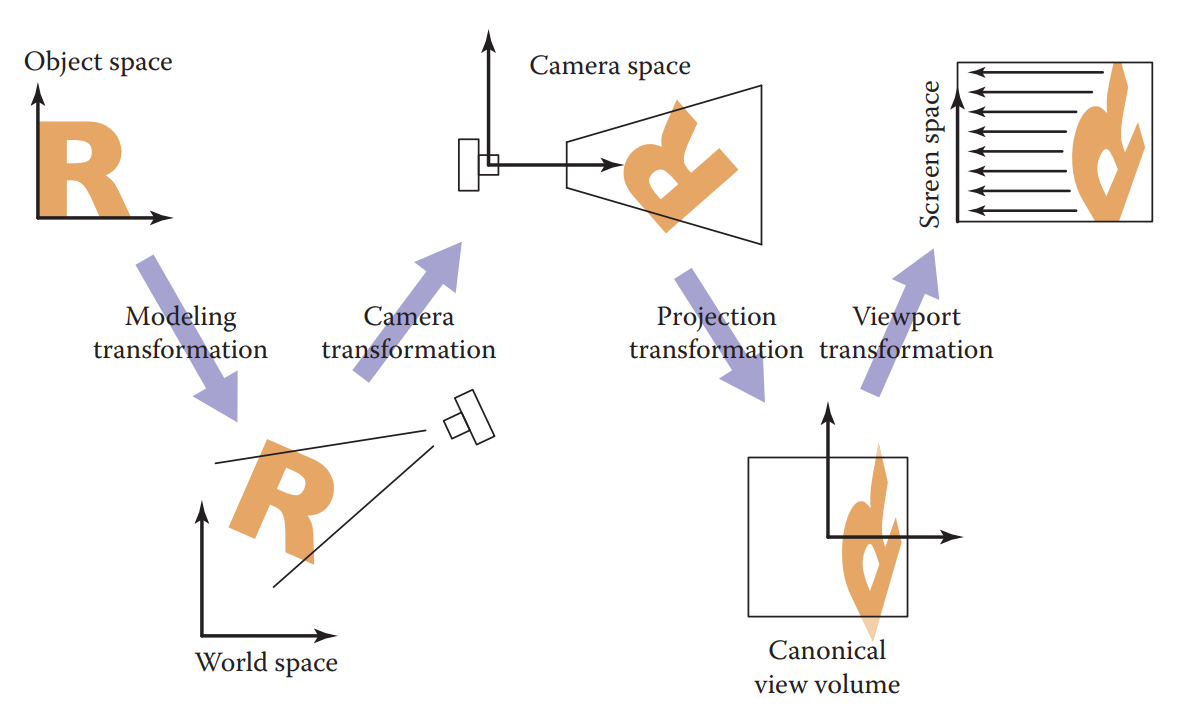 Object space
Camera space
Screen space
Modeling
transformation
Camera
transformation
Projection
transformation
Viewport
transformation
World space
Canonical
view volume